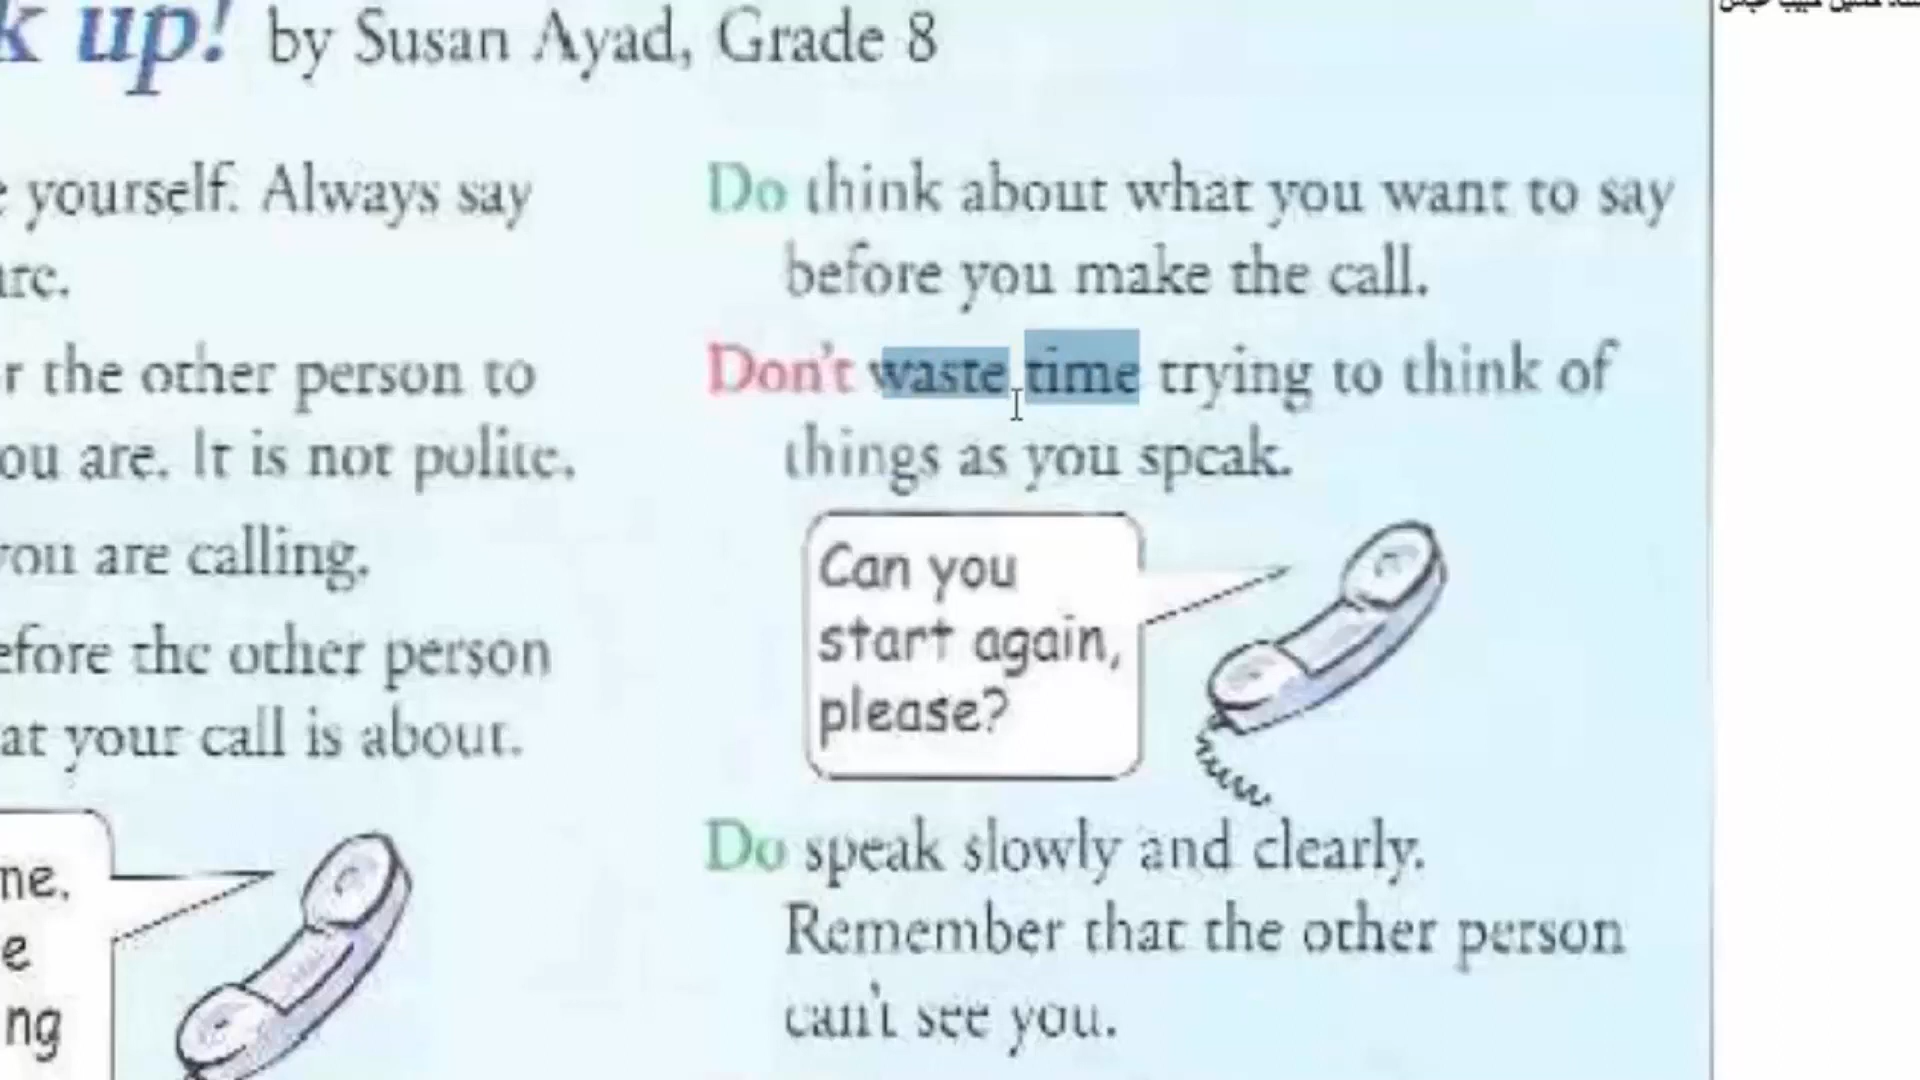 k up! by Susan Ayad, Grade 8
yourself. Always say
are.
r the other person to
ou are. It is not polite.
you are calling.
efore the other person
at your call is about.
me.
e
ng
Do think about what you want to say
before you make the call.
Don't waste time trying to think of
things as you speak.
Can you
start again,
please?
Do speak slowly and clearly.
Remember that the other person
can't see you.